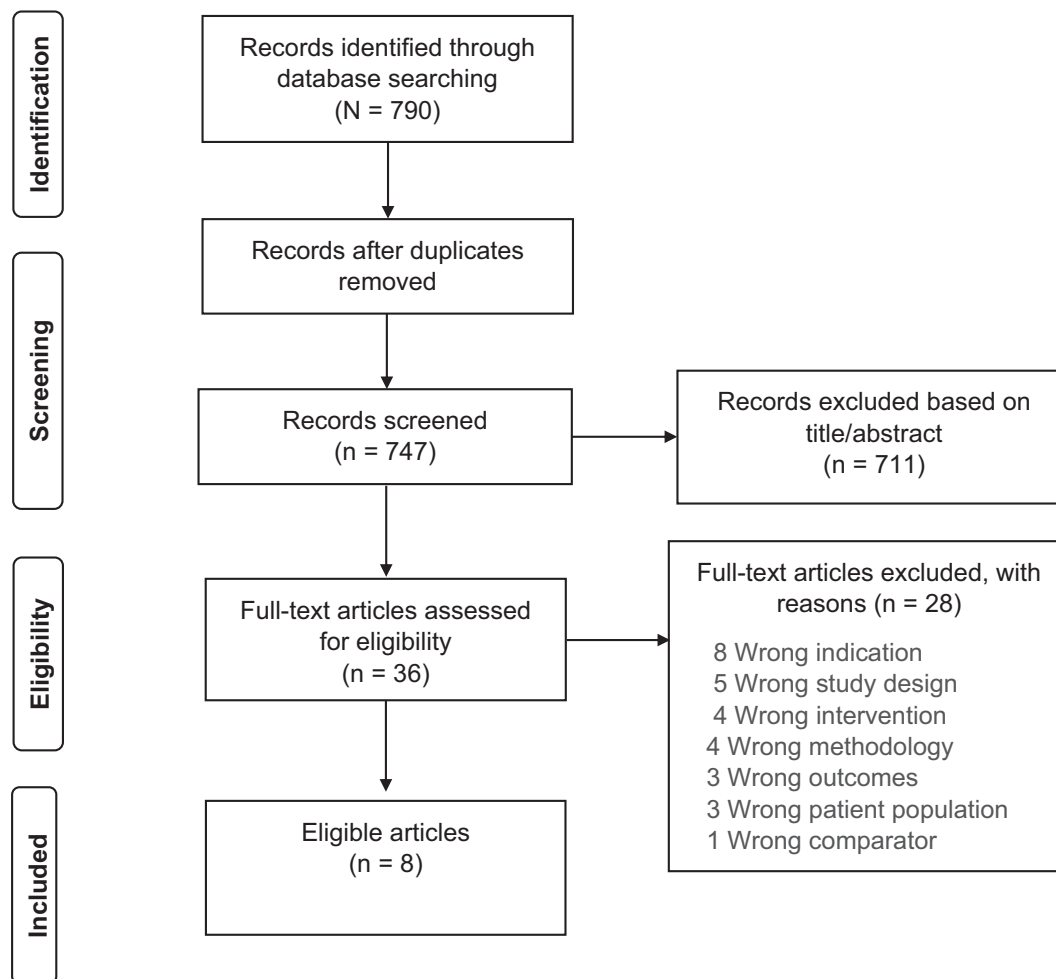 Identification
Records identified through
database searching
(N = 790)
Records after duplicates
removed
Screening
Records screened
(n = 747)
Records excluded based on
title/abstract
(n = 711)
Eligibility
Full-text articles assessed
for eligibility
(n = 36)
Full-text articles excluded, with
reasons (n = 28)
8 Wrong indication
5 Wrong study design
4 Wrong intervention
4 Wrong methodology
3 Wrong outcomes
3 Wrong patient population
1 Wrong comparator
Included
Eligible articles
(n = 8)